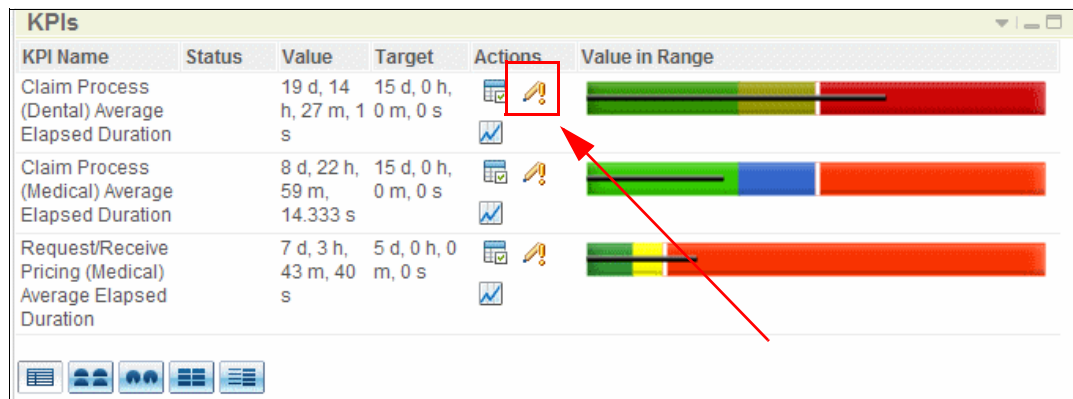 KPIs
KPI Name Status Value Target Actions Value in Range
Claim Process 19 d, 14 15 d, 0 h,
(Dental) Average h, 27 m, 1 0 m, 0 s
Elapsed Duration s
Claim Process 8 d, 22 h, 15 d, 0 h,
(Medical) Average 59 m, 0 m, 0 s
Elapsed Duration 14.333 s
Request/Receive 7 d, 3 h, 5 d, 0 h, 0
Pricing (Medical) 43 m, 40 m, 0 s
Average Elapsed s
Duration